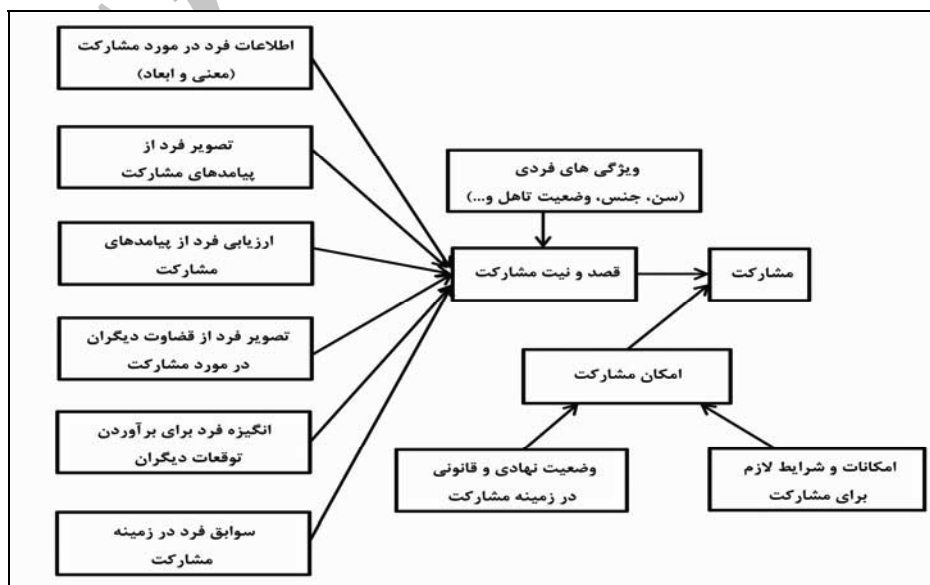 اطلاعات فرد در مورد مشارکت
(معنی و ابعاد)
تصویر فرد از
پیامدهای مشارکت
ویژگی های فردی
(سن، جنس، وضعیت تاهل و...)
ارزیابی فرد از پیامدهای
مشارکت
قصد و نیت مشارکت
مشارکت
تصویر فرد از قضاوت دیگران
در مورد مشارکت
امکان مشارکت
انگیزه فرد برای برآوردن
توقعات دیگران
وضعیت نهادی و قانونی
در زمینه مشارکت
امکانات و شرایط لازم
برای مشارکت
سوابق فرد در زمینه
مشارکت